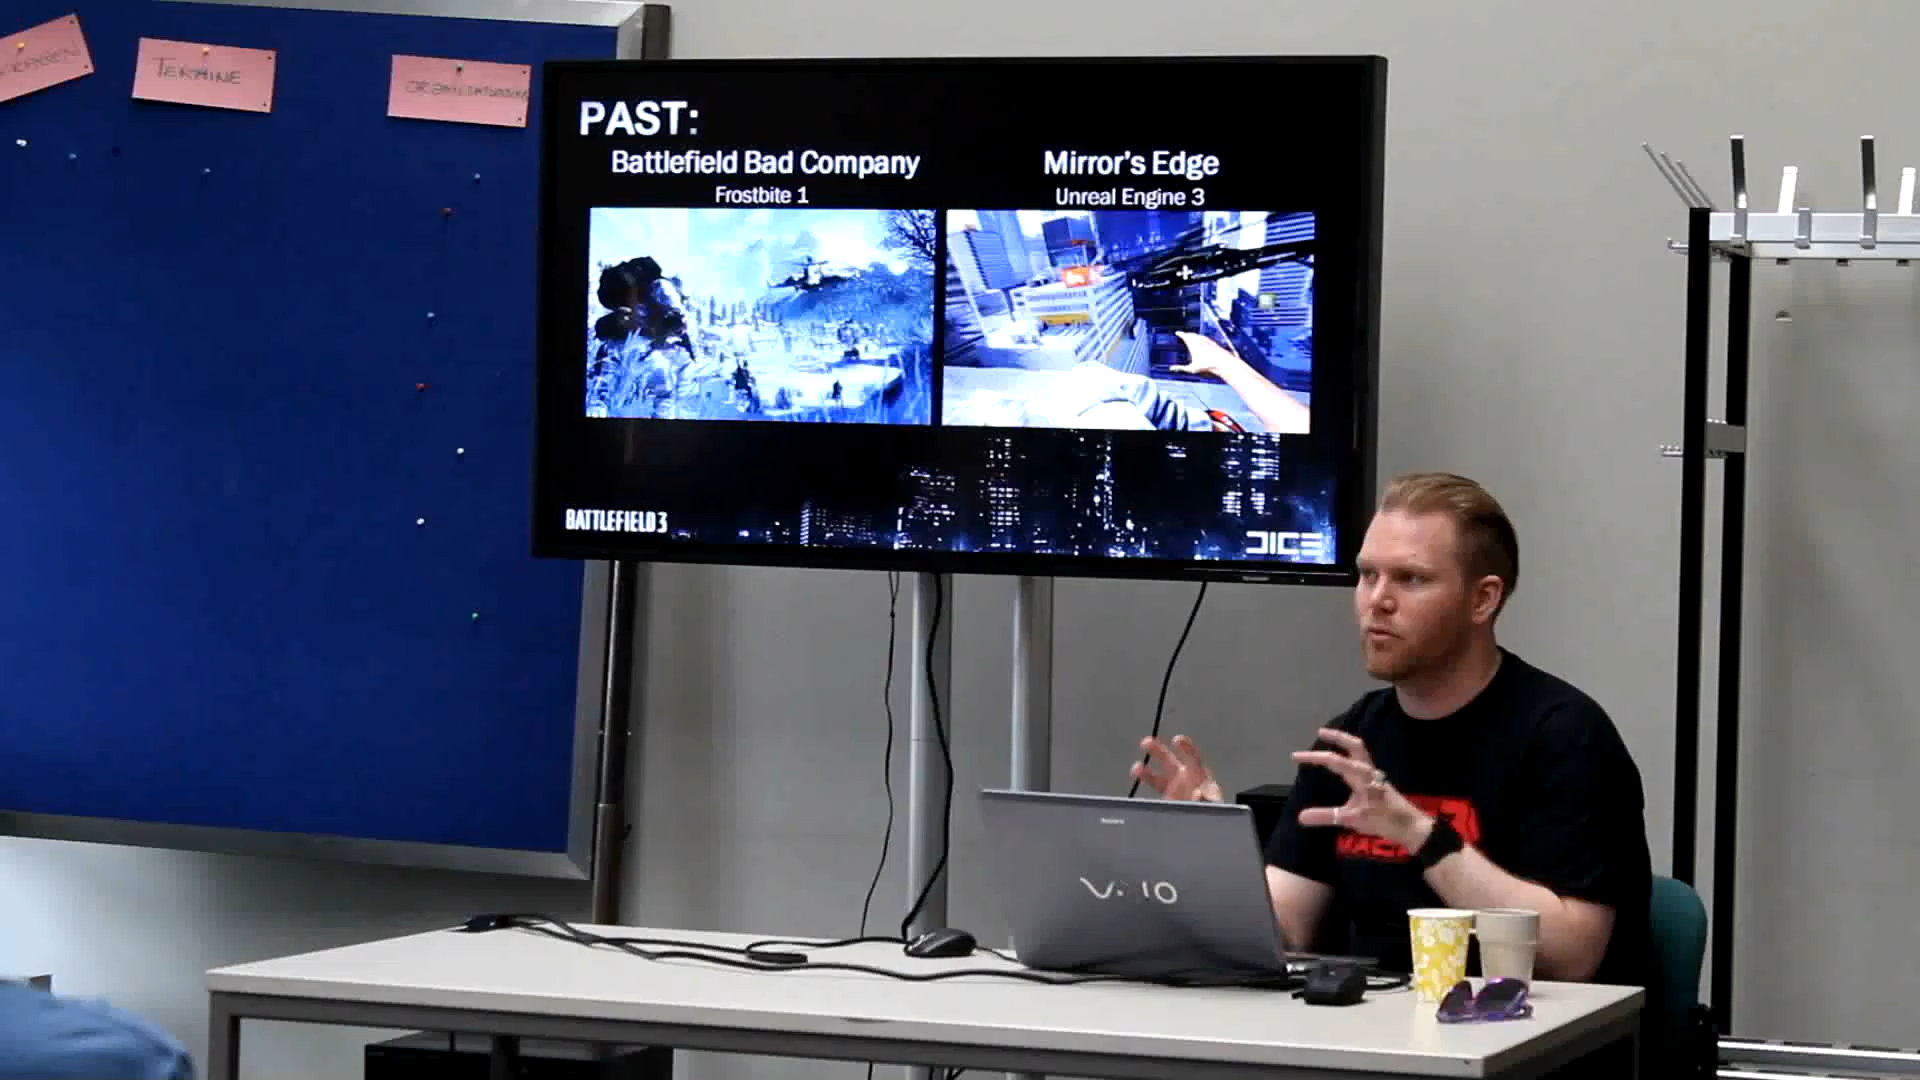 TERMINE
PAST:
Battlefield Bad Company
Frostbite 1
Mirror's Edge
Unreal Engine 3
BATTLEFIELD 3
DICE
VAIO